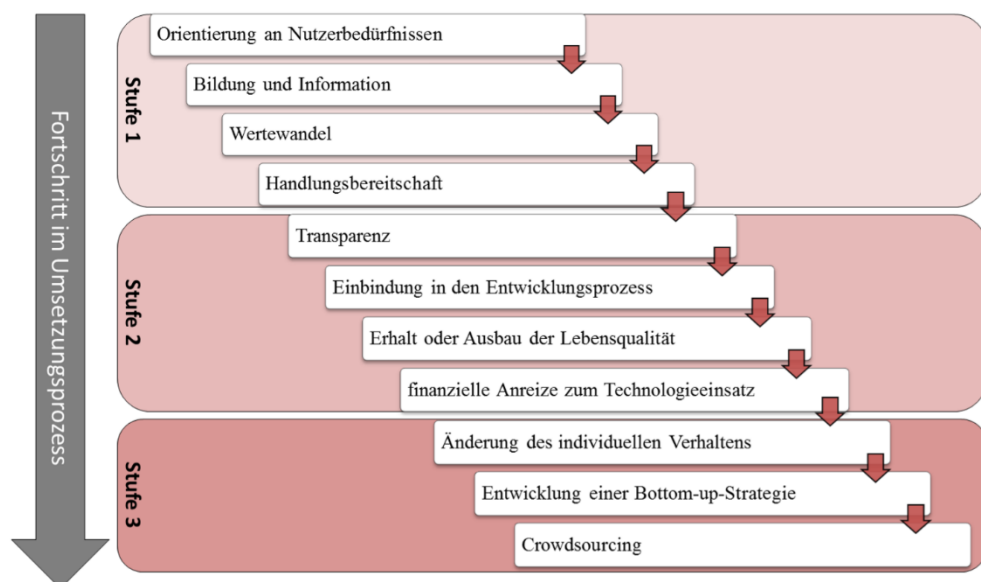 Fortschritt im Umsetzungsprozess
Stufe 1
Orientierung an Nutzerbedürfnissen
Bildung und Information
Wertewandel
Handlungsbereitschaft
Stufe 2
Transparenz
Einbindung in den Entwicklungsprozess
Erhalt oder Ausbau der Lebensqualität
finanzielle Anreize zum Technologieeinsatz
Stufe 3
Änderung des individuellen Verhaltens
Entwicklung einer Bottom-up-Strategie
Crowdsourcing